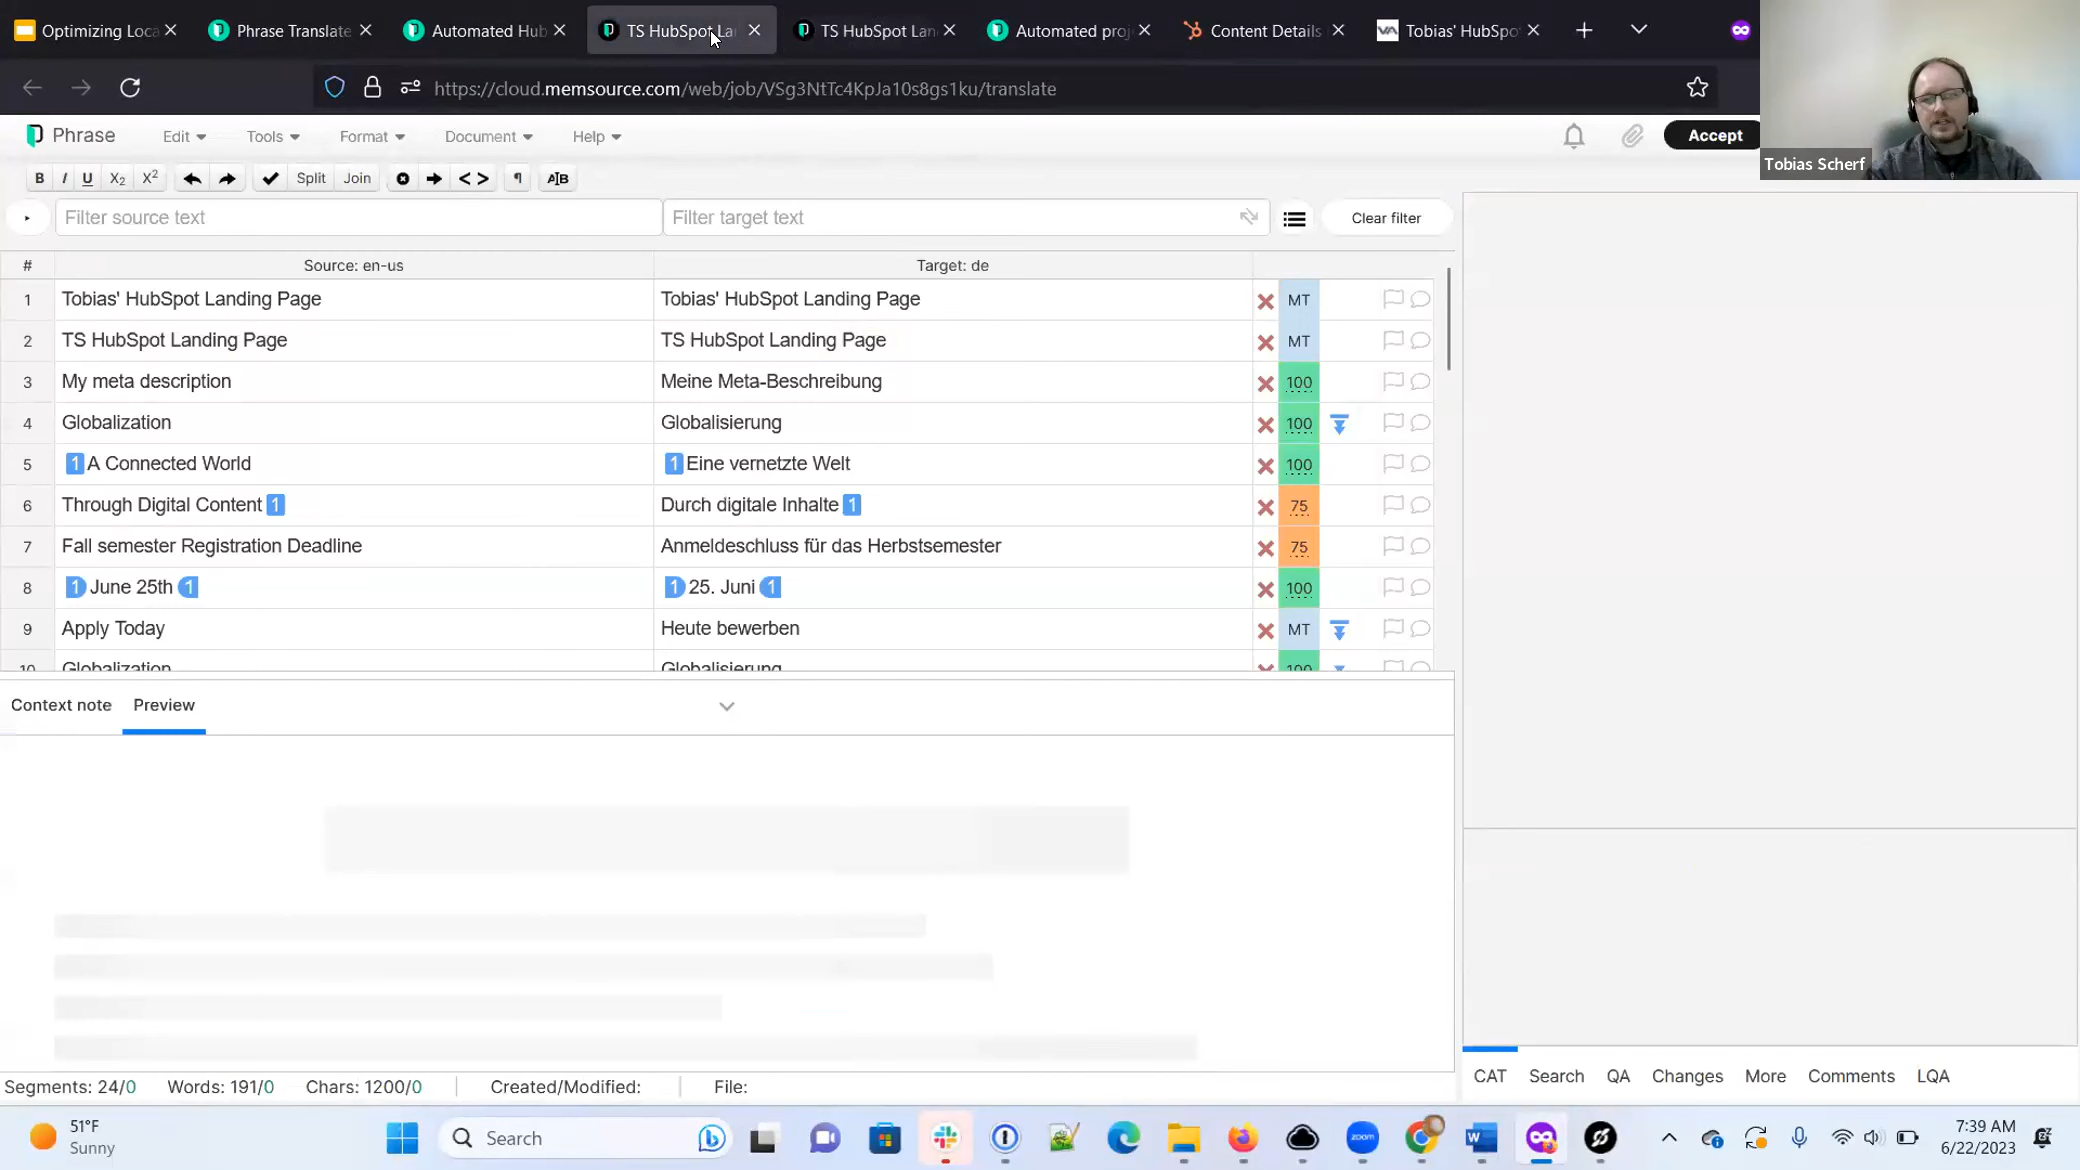 Optimizing Loca
Phrase Translate
Automated Hub
TS HubSpot La
TS HubSpot Lan
Automated proj
Content Details
Tobias' HubSpo
https://cloud.memsource.com/web/job/VSg3NtTc4KpJa10s8gs1ku/translate
Phrase Edit Tools Format Document Help Accept
Tobias Scherf
B I U X2 X2 Split Join < > ¶ AB
Filter source text Filter target text Clear filter
# Source: en-us Target: de
1 Tobias' HubSpot Landing Page Tobias' HubSpot Landing Page MT
2 TS HubSpot Landing Page TS HubSpot Landing Page MT
3 My meta description Meine Meta-Beschreibung 100
4 Globalization Globalisierung 100
5 1 A Connected World 1 Eine vernetzte Welt 100
6 Through Digital Content 1 Durch digitale Inhalte 1 75
7 Fall semester Registration Deadline Anmeldeschluss für das Herbstsemester 75
8 1 June 25th 1 1 25. Juni 1 100
9 Apply Today Heute bewerben MT
10 Globalization Globalisierung 100
Context note Preview
Segments: 24/0 Words: 191/0 Chars: 1200/0 Created/Modified: File:
CAT Search QA Changes More Comments LQA
51°F
Sunny
Search
zoom
7:39 AM
6/22/2023